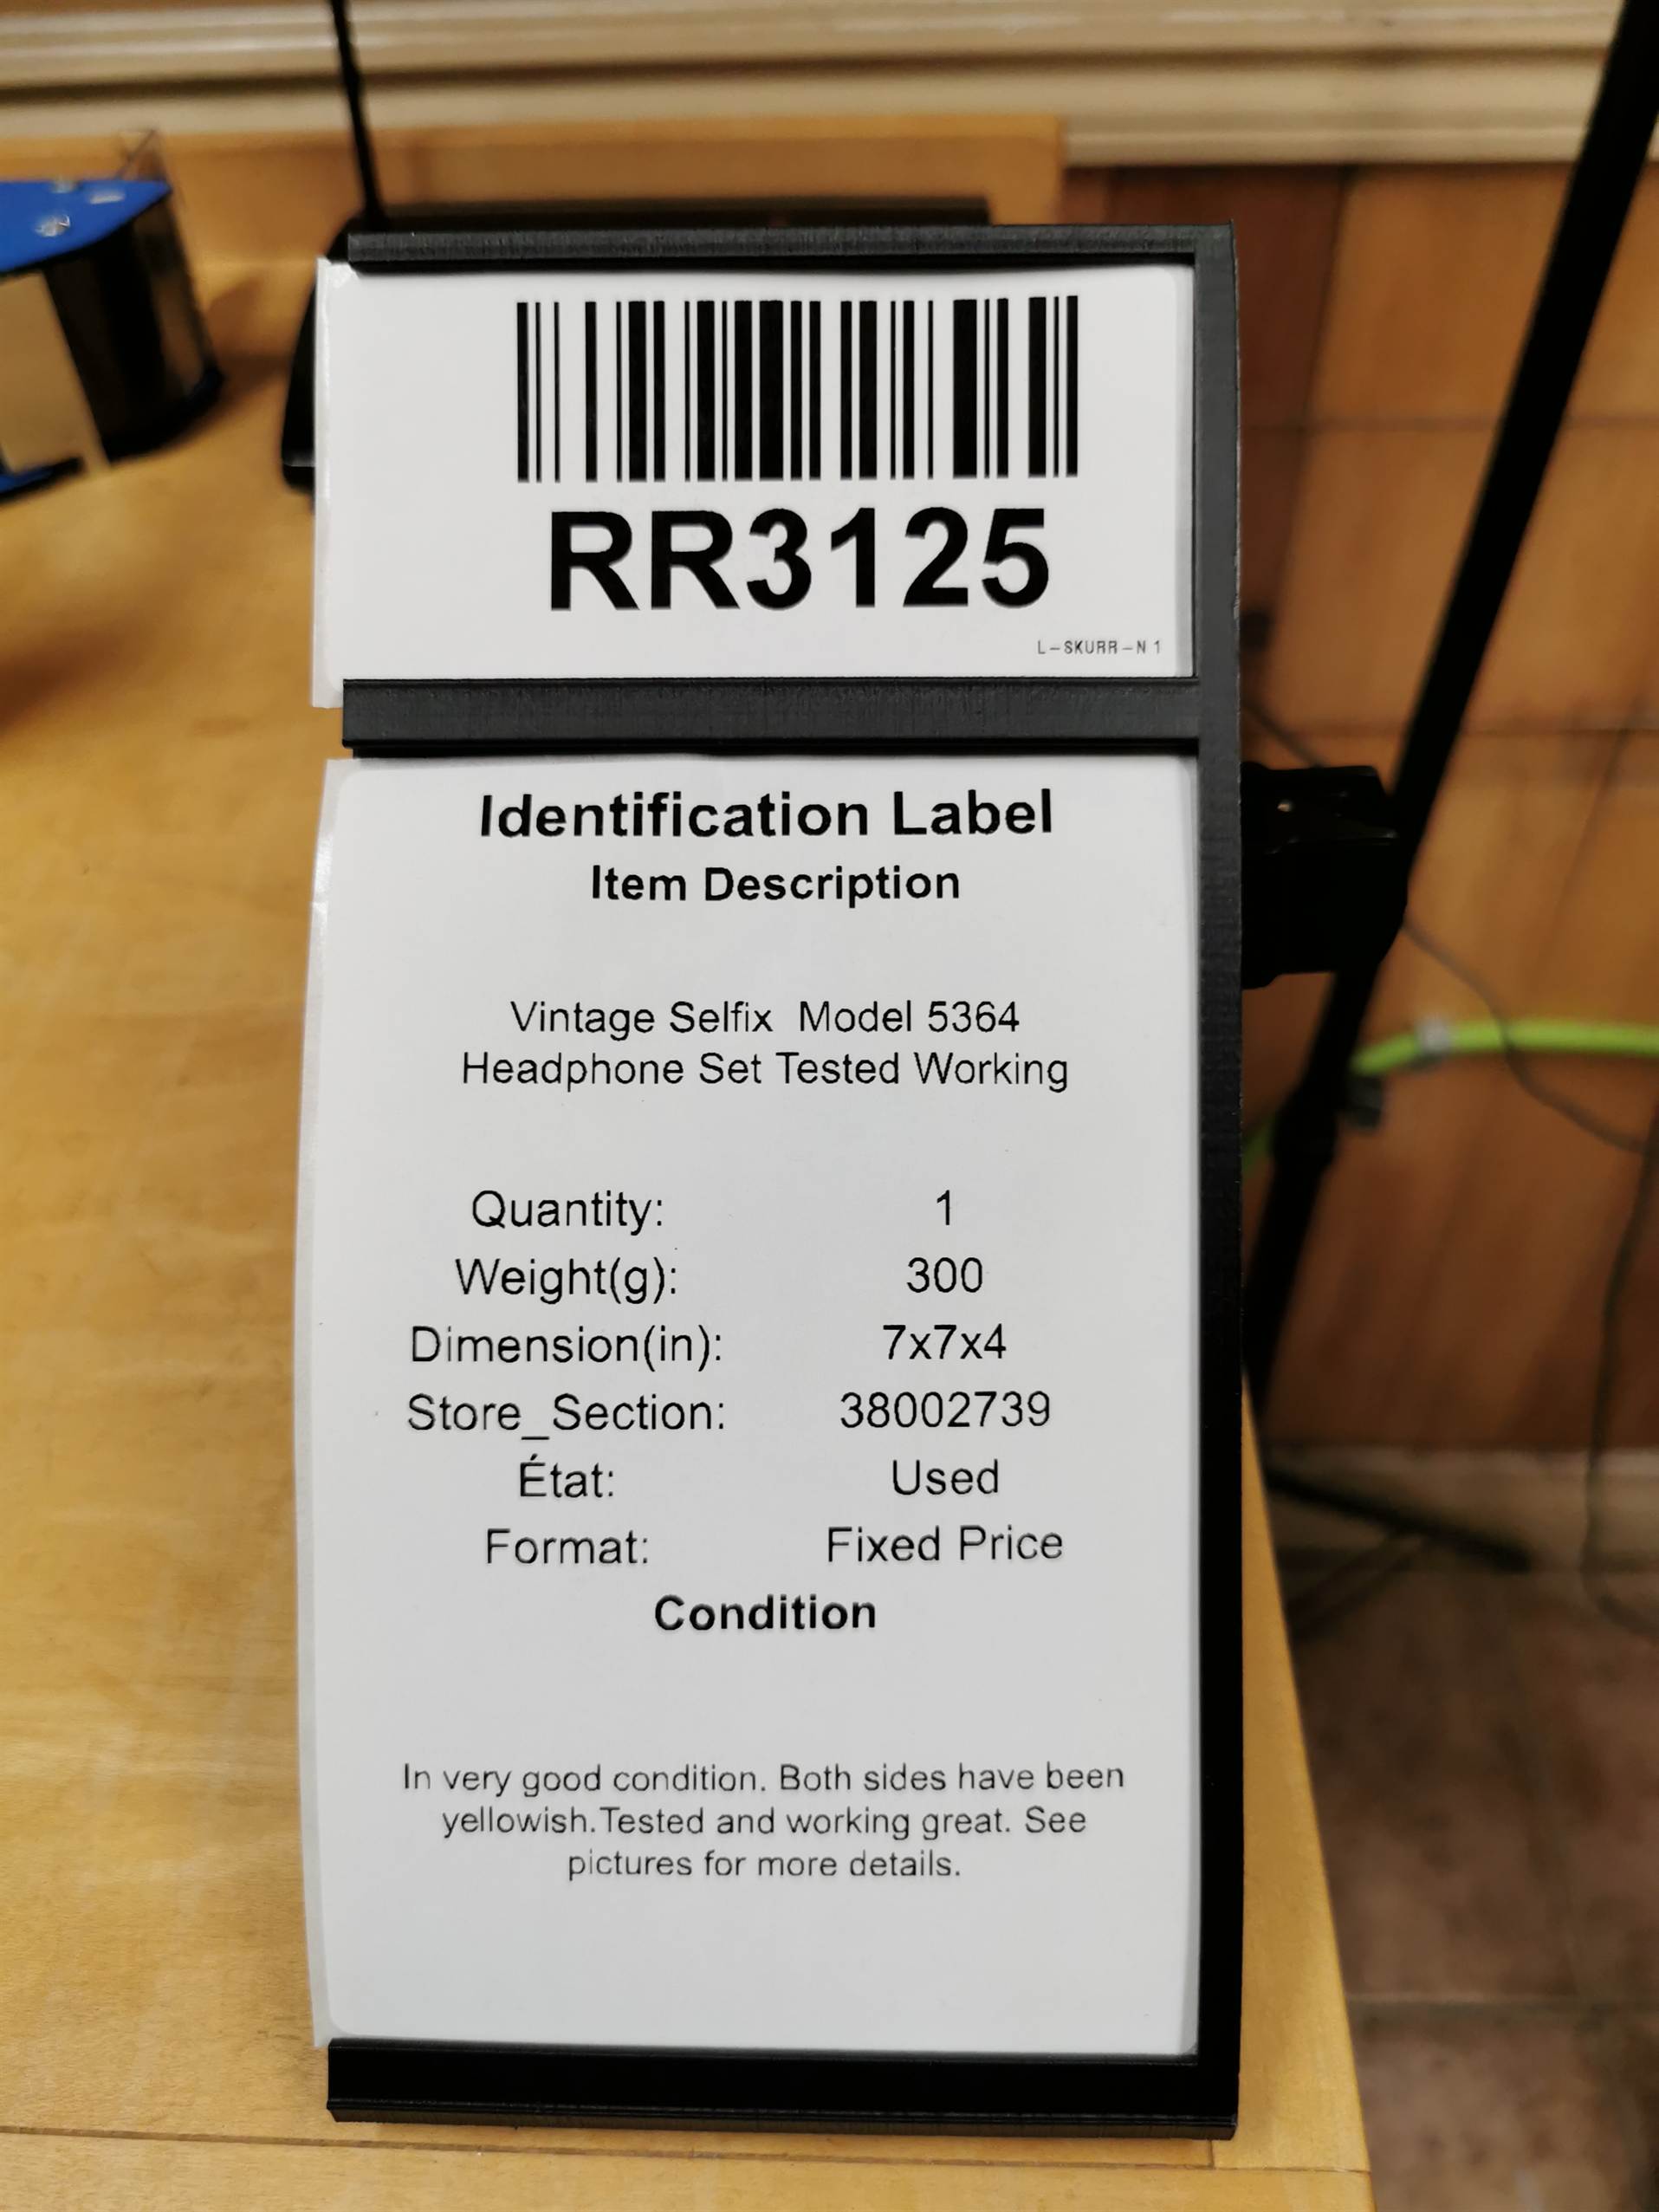 RR3125
L-SKURR-N 1
Identification Label
Item Description
Vintage Selfix  Model 5364
Headphone Set Tested Working
Quantity: 1
Weight(g): 300
Dimension(in): 7x7x4
Store_Section: 38002739
État: Used
Format: Fixed Price
Condition
In very good condition. Both sides have been
yellowish.Tested and working great. See
pictures for more details.